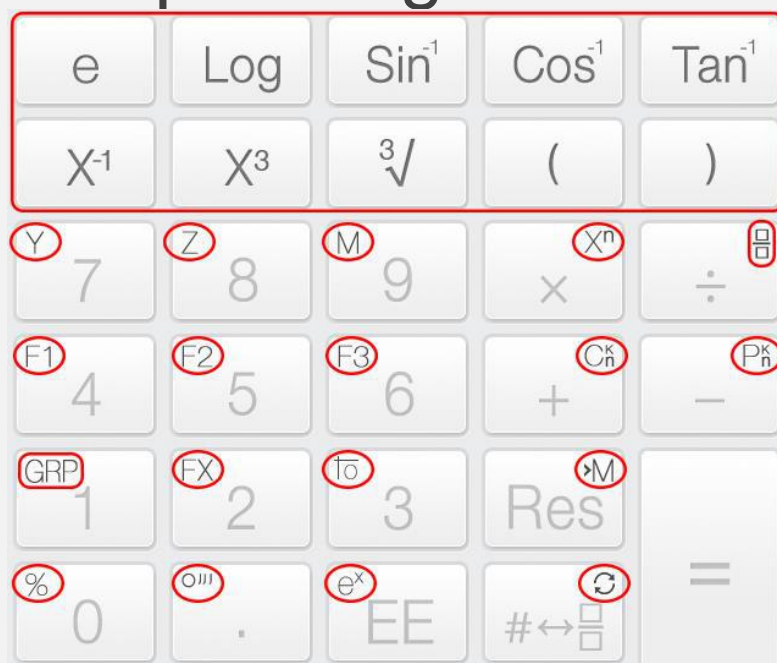 e Log Sin⁻¹ Cos⁻¹ Tan⁻¹
X⁻¹ X³ ³√ ( )
Y 7 Z 8 M 9 Xⁿ × ÷
F1 4 F2 5 F3 6 Cₙᴷ + Pₙᴷ −
GRP 1 FX 2 3 >M Res
% 0 o''' . eˣ EE #↔ =